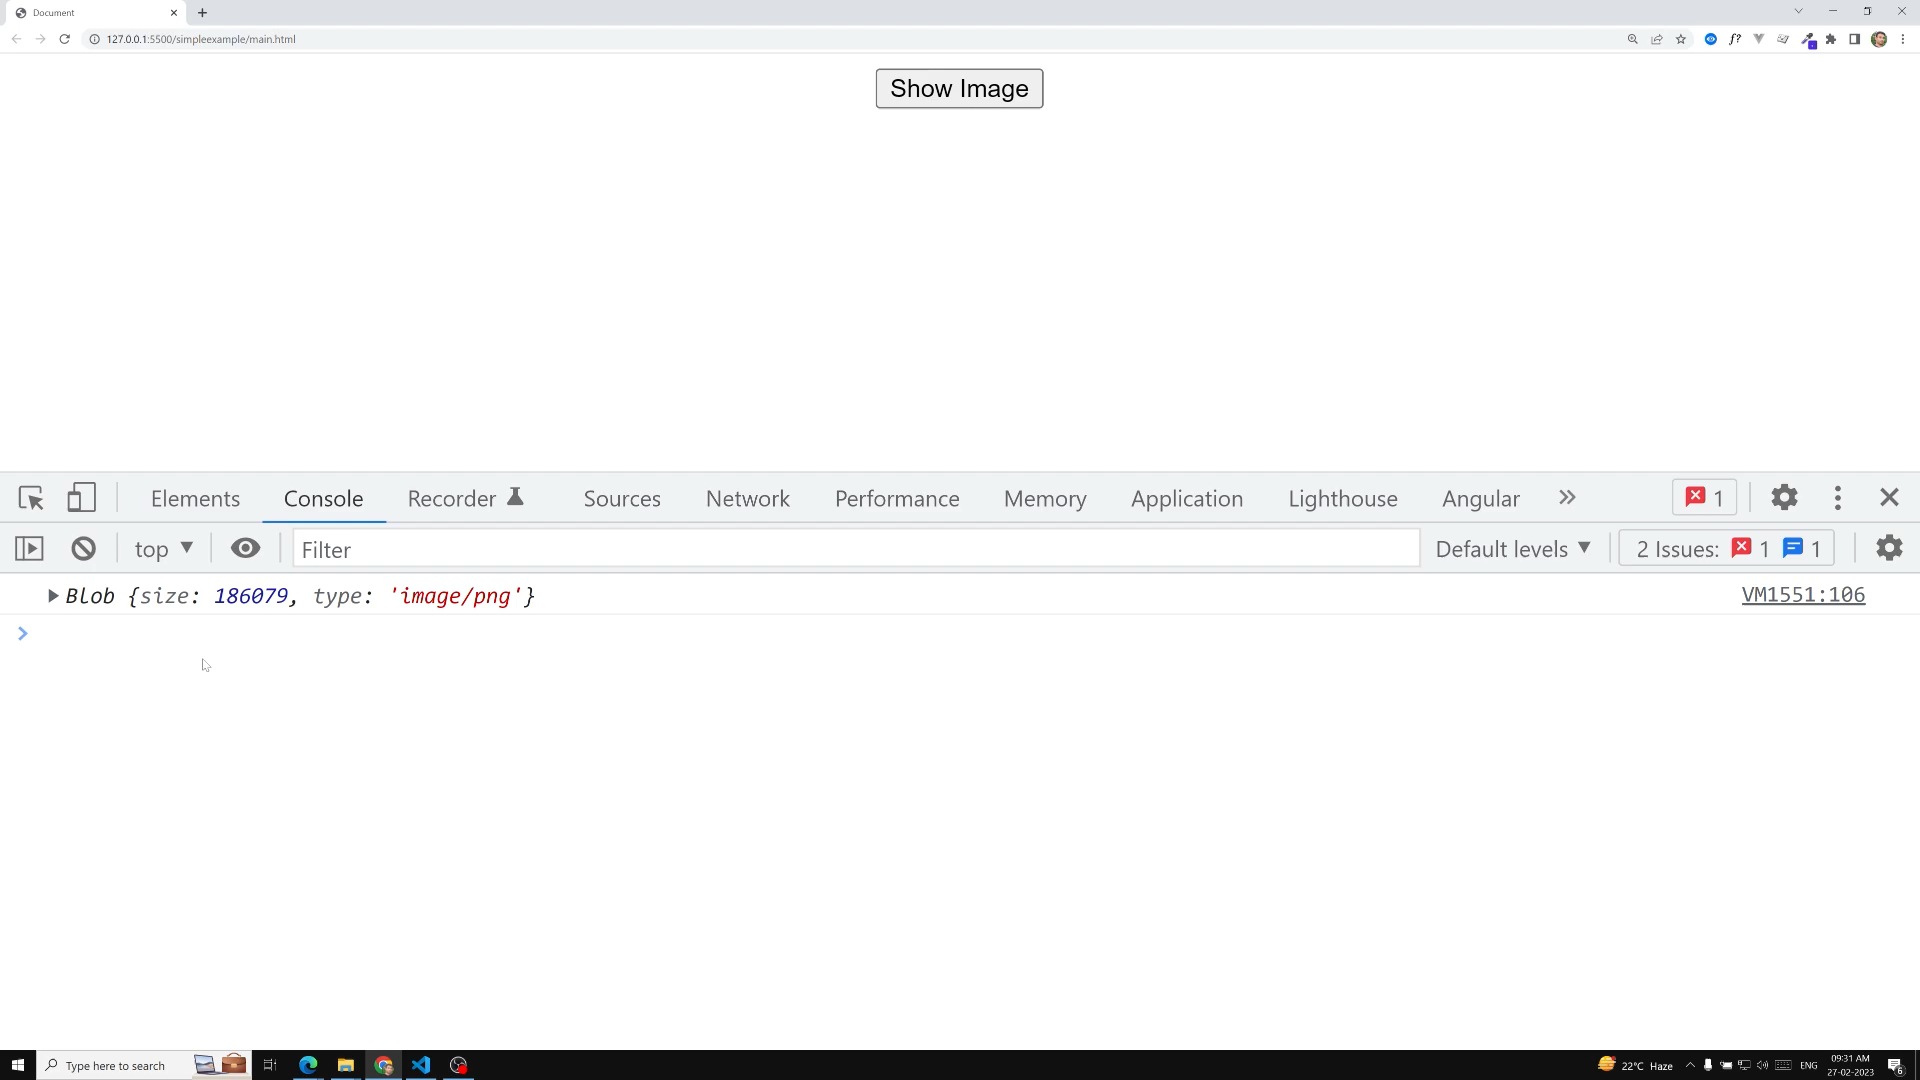 Document
127.0.0.1:5500/simpleexample/main.html
f?
Show Image
Elements Console Recorder Sources Network Performance Memory Application Lighthouse Angular » 1
top Filter Default levels 2 Issues: 1 1
Blob {size: 186079, type: 'image/png'} VM1551:106
>
Type here to search 22°C Haze ENG 09:31 AM
27-02-2023 6